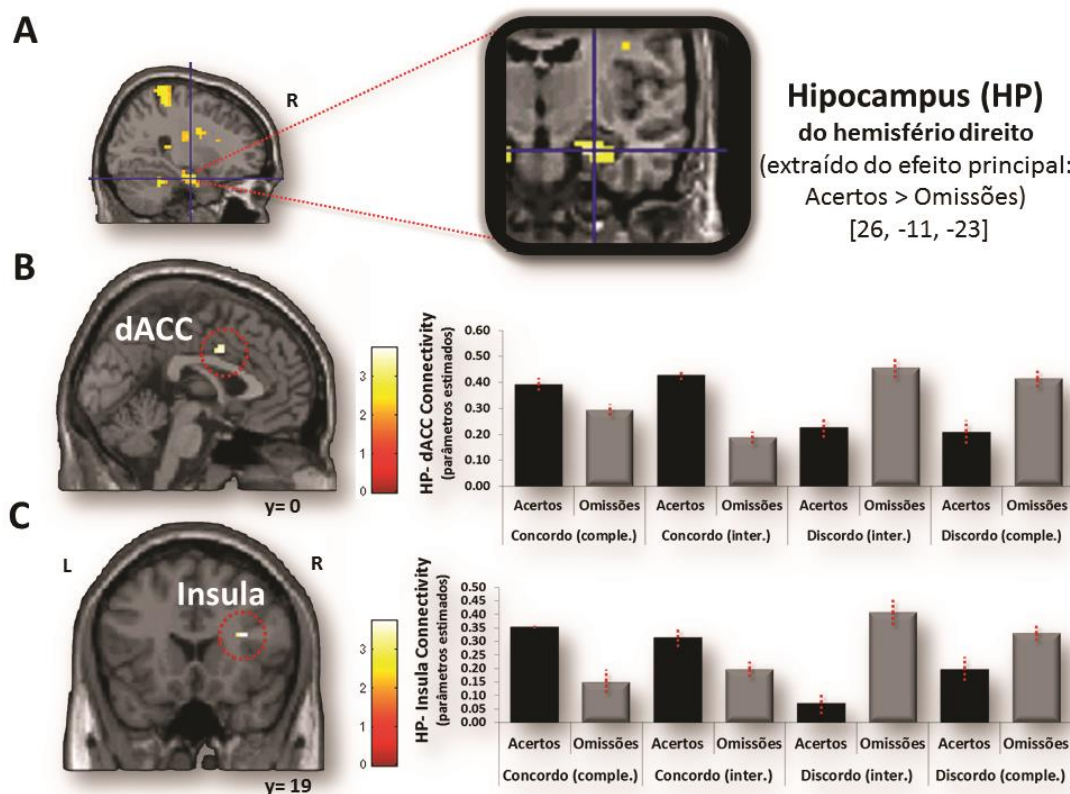 A
R
Hipocampus (HP)
do hemisfério direito
(extraído do efeito principal:
Acertos > Omissões)
[26, -11, -23]
B
dACC
3
2
1
0
y= 0
HP- dACC Connectivity
(parâmetros estimados)
0.60
0.50
0.40
0.30
0.20
0.10
0.00
Acertos Omissões Acertos Omissões Acertos Omissões Acertos Omissões
Concordo (comple.) Concordo (inter.) Discordo (inter.) Discordo (comple.)
C
L
R
Insula
3
2
1
0
y= 19
HP- Insula Connectivity
(parâmetros estimados)
0.50
0.45
0.40
0.35
0.30
0.25
0.20
0.15
0.10
0.05
0.00
Acertos Omissões Acertos Omissões Acertos Omissões Acertos Omissões
Concordo (comple.) Concordo (inter.) Discordo (inter.) Discordo (comple.)